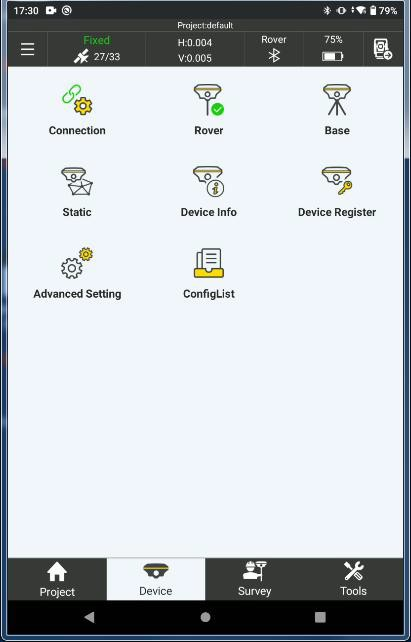 17:30 79%
Project:default
Fixed H:0.004 Rover 75%
27/33 V:0.005
Connection Rover Base
Static Device Info Device Register
Advanced Setting ConfigList
Project Device Survey Tools